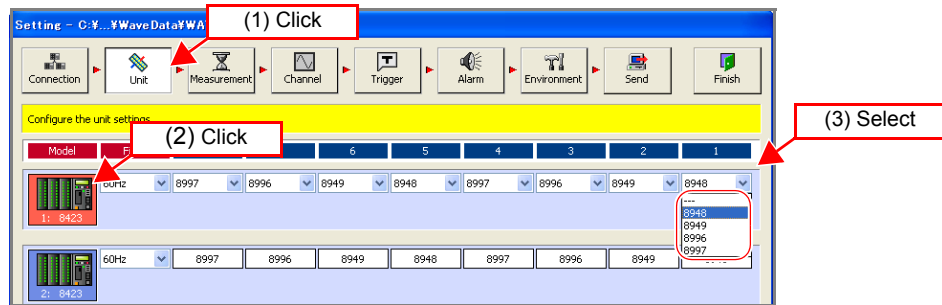 (1) Click
Setting - C:¥...¥WaveData¥WA
Connection Unit Measurement Channel Trigger Alarm Environment Send Finish
Configure the unit settings
(2) Click
(3) Select
Model F 6 5 4 3 2 1
60Hz 8997 8996 8949 8948 8997 8996 8949 8948
1: 8423
---
8948
8949
8996
8997
60Hz 8997 8996 8949 8948 8997 8996 8949
2: 8423